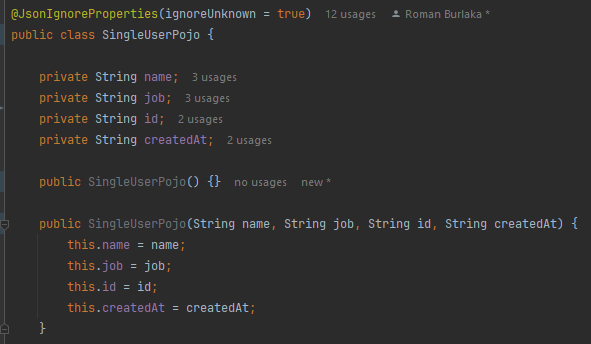 @JsonIgnoreProperties(ignoreUnknown = true) 12 usages Roman Burlaka *
public class SingleUserPojo {
private String name; 3 usages
private String job; 3 usages
private String id; 2 usages
private String createdAt; 2 usages
public SingleUserPojo() {} no usages new *
public SingleUserPojo(String name, String job, String id, String createdAt) {
this.name = name;
this.job = job;
this.id = id;
this.createdAt = createdAt;
}